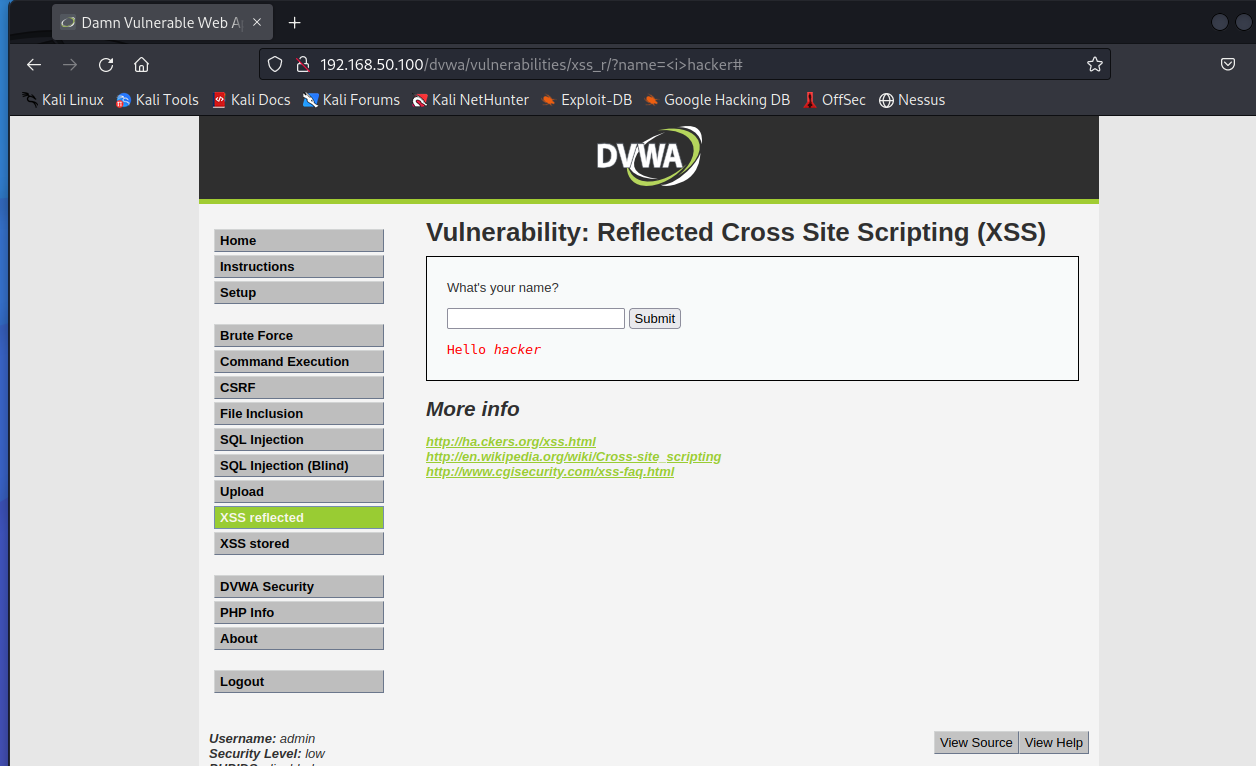 Damn Vulnerable Web Ap
192.168.50.100/dvwa/vulnerabilities/xss_r/?name=<i>hacker#
Kali Linux Kali Tools Kali Docs Kali Forums Kali NetHunter Exploit-DB Google Hacking DB OffSec Nessus
DVWA
Vulnerability: Reflected Cross Site Scripting (XSS)
Home
Instructions
Setup
Brute Force
Command Execution
CSRF
File Inclusion
SQL Injection
SQL Injection (Blind)
Upload
XSS reflected
XSS stored
DVWA Security
PHP Info
About
Logout
What's your name?
Submit
Hello hacker
More info
http://ha.ckers.org/xss.html
http://en.wikipedia.org/wiki/Cross-site_scripting
http://www.cgisecurity.com/xss-faq.html
Username: admin
Security Level: low
View Source View Help